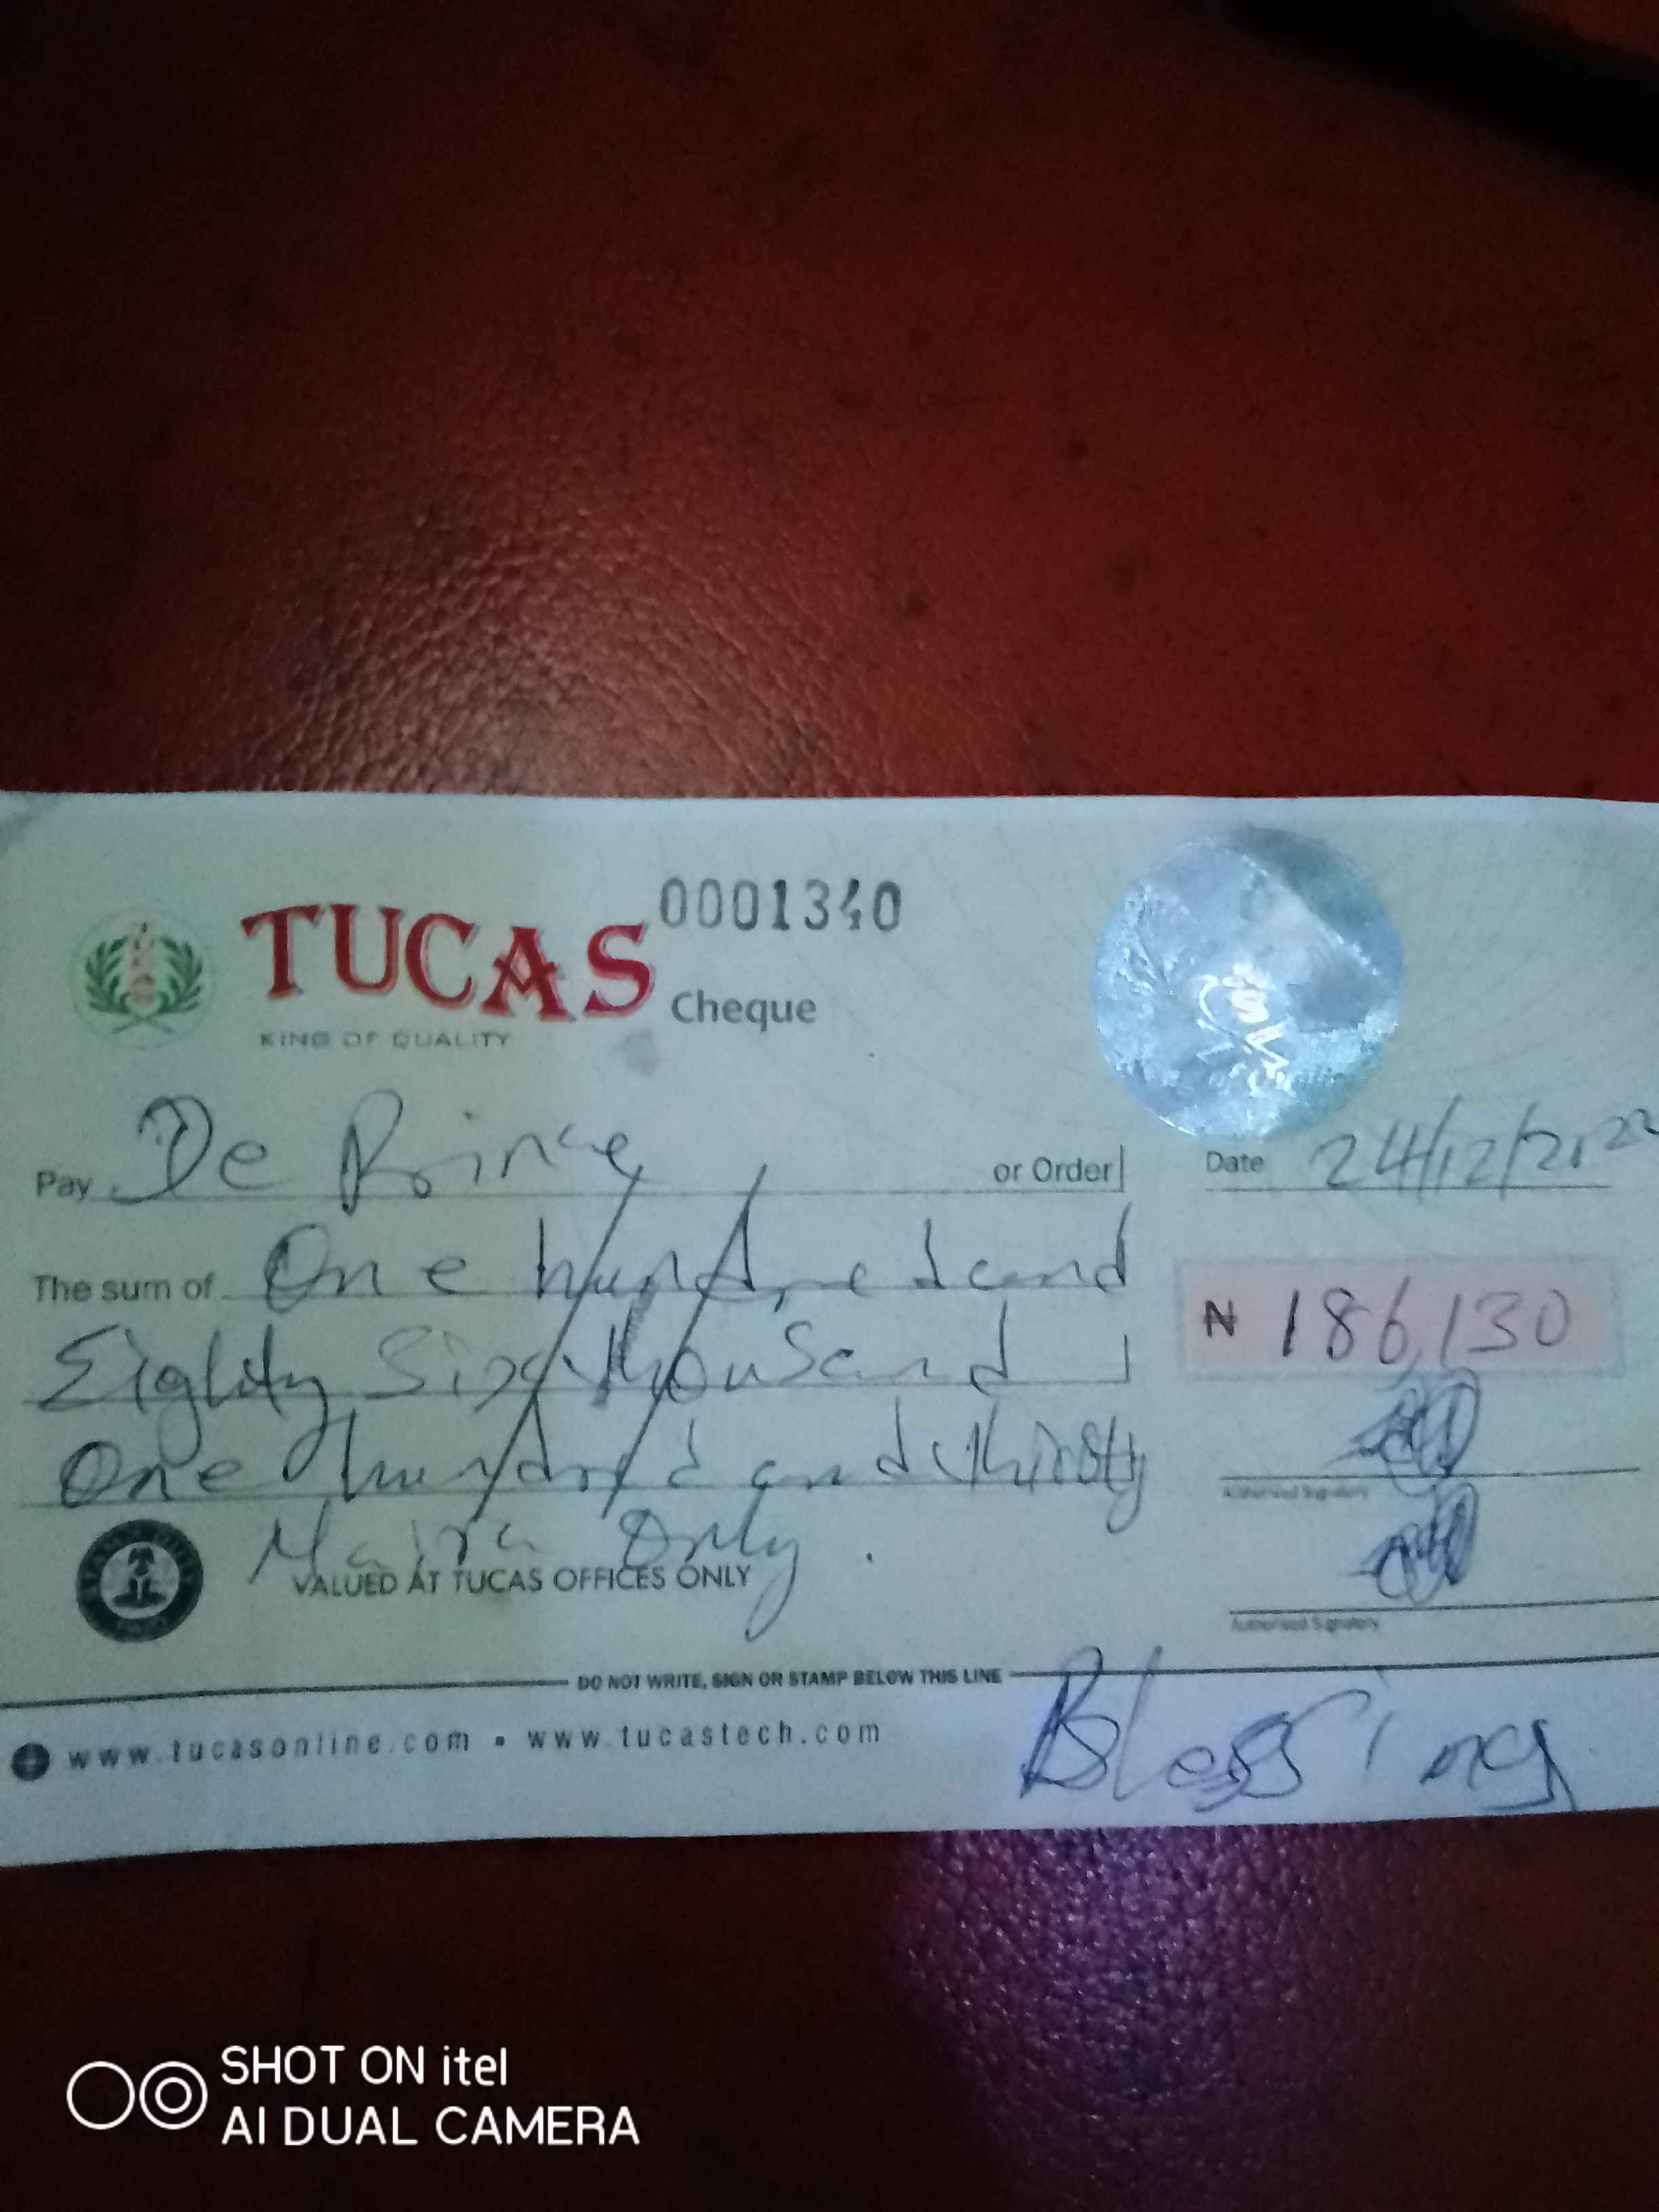 0001340
TUCAS
Cheque
KING OF QUALITY
Pay De Prince or Order
Date 24/12/2022
The sum of One hundred and
₦ 186,130
Eighty Six thousand
One hundred and thirty
Authorised Signatory
Naira Only.
VALUED AT TUCAS OFFICES ONLY
Authorised Signatory
DO NOT WRITE, SIGN OR STAMP BELOW THIS LINE
www.tucasonline.com • www.tucastech.com
Blessing
SHOT ON itel
AI DUAL CAMERA